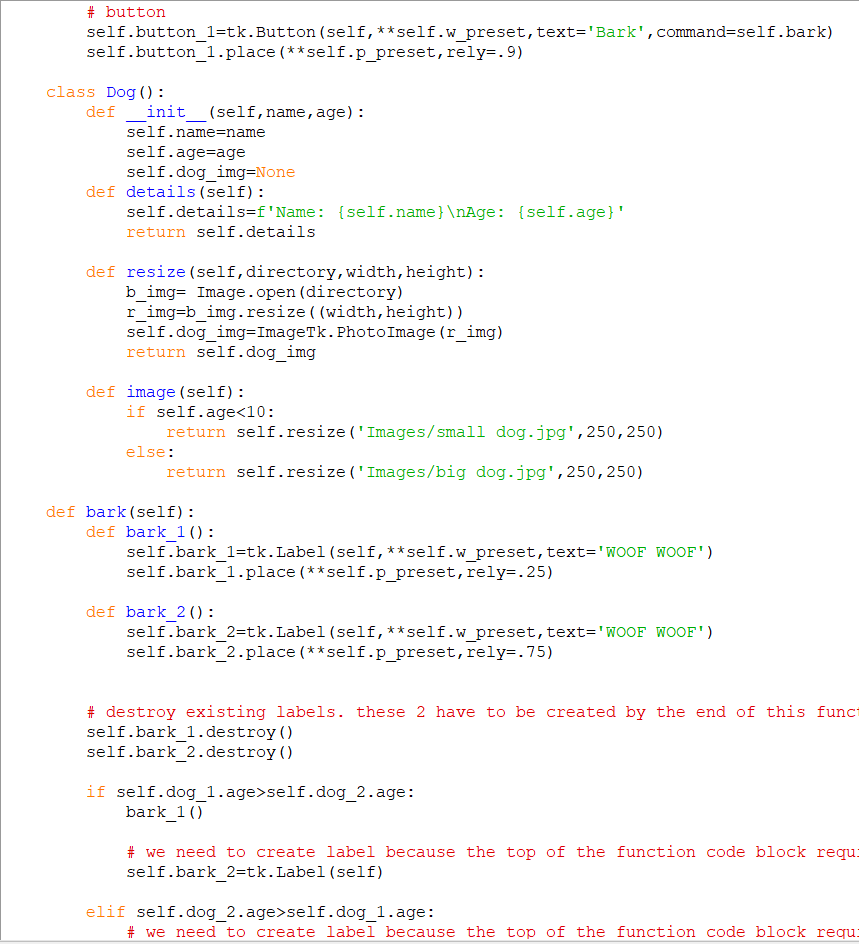 # button
self.button_1=tk.Button(self,**self.w_preset,text='Bark',command=self.bark)
self.button_1.place(**self.p_preset,rely=.9)
class Dog():
def __init__(self,name,age):
self.name=name
self.age=age
self.dog_img=None
def details(self):
self.details=f'Name: {self.name}\nAge: {self.age}'
return self.details
def resize(self,directory,width,height):
b_img= Image.open(directory)
r_img=b_img.resize((width,height))
self.dog_img=ImageTk.PhotoImage(r_img)
return self.dog_img
def image(self):
if self.age<10:
return self.resize('Images/small dog.jpg',250,250)
else:
return self.resize('Images/big dog.jpg',250,250)
def bark(self):
def bark_1():
self.bark_1=tk.Label(self,**self.w_preset,text='WOOF WOOF')
self.bark_1.place(**self.p_preset,rely=.25)
def bark_2():
self.bark_2=tk.Label(self,**self.w_preset,text='WOOF WOOF')
self.bark_2.place(**self.p_preset,rely=.75)
# destroy existing labels. these 2 have to be created by the end of this funct
self.bark_1.destroy()
self.bark_2.destroy()
if self.dog_1.age>self.dog_2.age:
bark_1()
# we need to create label because the top of the function code block requi
self.bark_2=tk.Label(self)
elif self.dog_2.age>self.dog_1.age:
# we need to create label because the top of the function code block requi